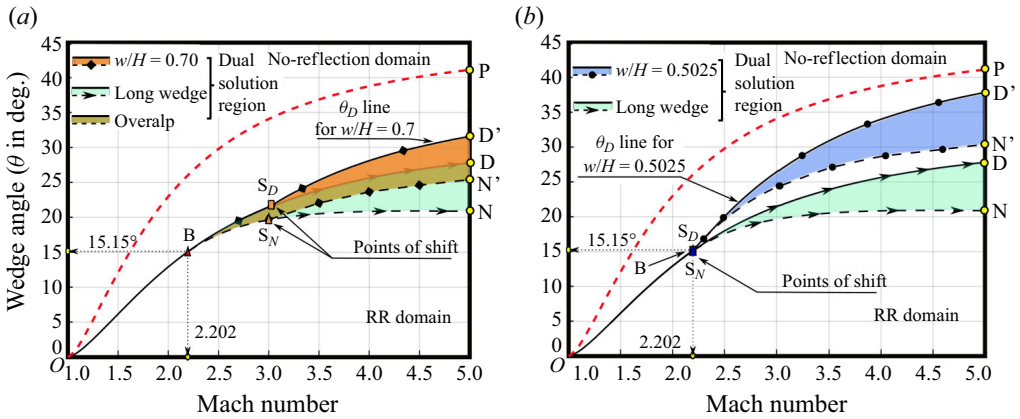 (a)
Wedge angle (θ in deg.)
45
40
35
30
25
20
15
10
5
O
1.0 1.5 2.0 2.5 3.0 3.5 4.0 4.5 5.0
Mach number
w/H = 0.70
Long wedge
Overalp
Dual
solution
region
No-reflection domain
θD line
for w/H = 0.7
P
D’
D
N’
N
SD
SN
B
15.15°
Points of shift
RR domain
2.202
(b)
45
40
35
30
25
20
15
10
5
O
1.0 1.5 2.0 2.5 3.0 3.5 4.0 4.5 5.0
Mach number
w/H = 0.5025
Long wedge
Dual
solution
region
No-reflection domain
θD line for
w/H = 0.5025
P
D’
N’
D
N
SD
SN
B
15.15°
Points of shift
RR domain
2.202